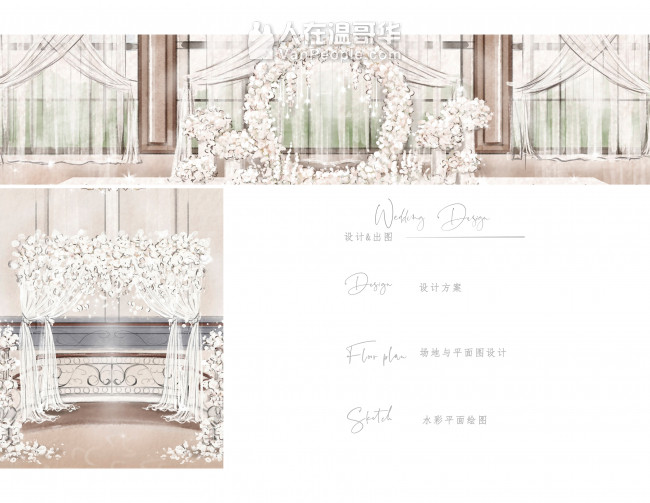 人在温哥华
VanPeople.com
Wedding Design
设计&出图
Design 设计方案
Floor plan 场地与平面图设计
Sketch 水彩平面绘图